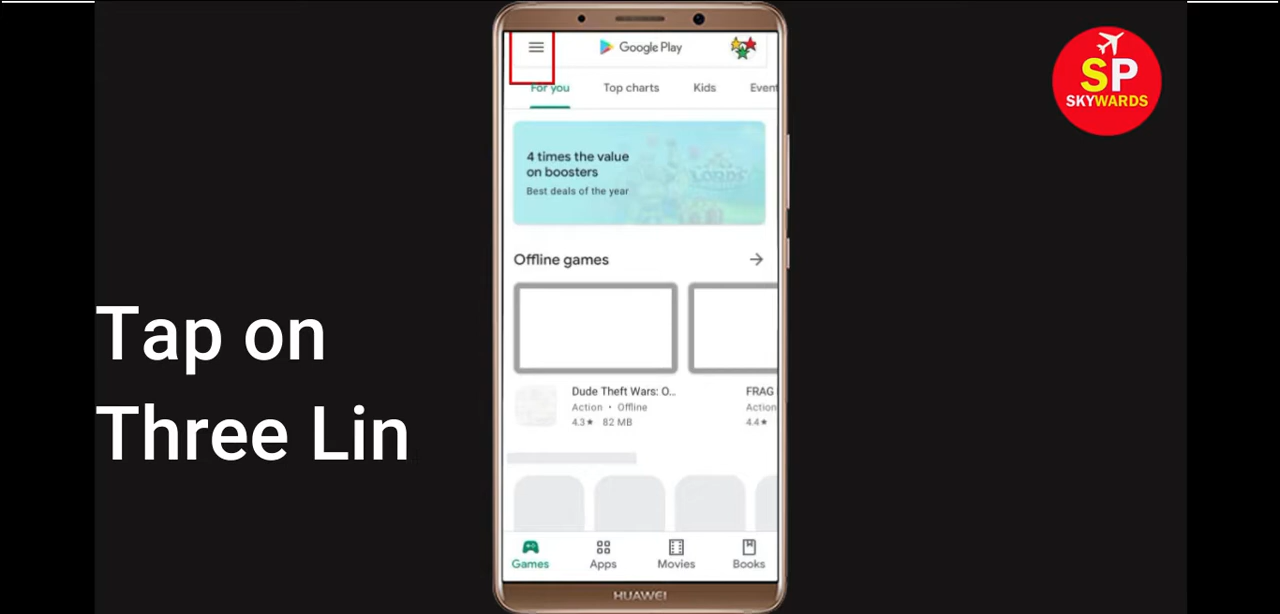 Google Play
For you Top charts Kids Event
4 times the value
on boosters
Best deals of the year
Offline games
Dude Theft Wars: O...
Action • Offline
4.3★ 82 MB
FRAG
Action
4.4★
Games Apps Movies Books
HUAWEI
Tap on
Three Lin
SP
SKYWARDS